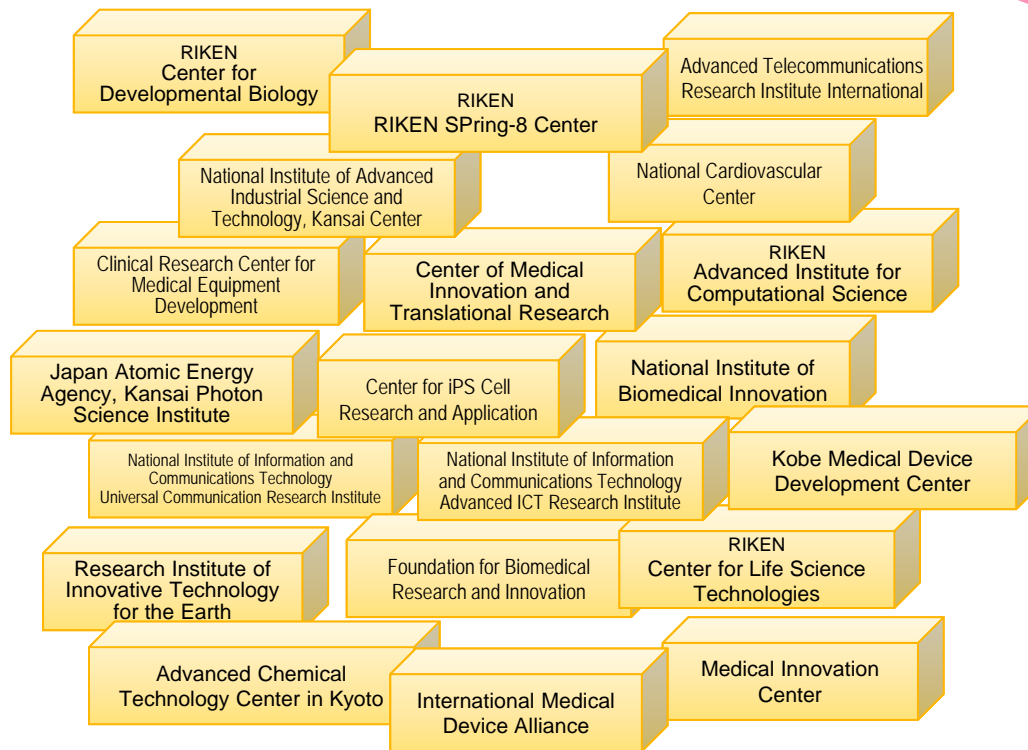 RIKEN
Center for
Developmental Biology
RIKEN
RIKEN SPring-8 Center
Advanced Telecommunications
Research Institute International
National Institute of Advanced
Industrial Science and
Technology, Kansai Center
National Cardiovascular
Center
Clinical Research Center for
Medical Equipment
Development
Center of Medical
Innovation and
Translational Research
RIKEN
Advanced Institute for
Computational Science
Japan Atomic Energy
Agency, Kansai Photon
Science Institute
Center for iPS Cell
Research and Application
National Institute of
Biomedical Innovation
National Institute of Information and
Communications Technology
Universal Communication Research Institute
National Institute of Information
and Communications Technology
Advanced ICT Research Institute
Kobe Medical Device
Development Center
Research Institute of
Innovative Technology
for the Earth
Foundation for Biomedical
Research and Innovation
RIKEN
Center for Life Science
Technologies
Advanced Chemical
Technology Center in Kyoto
International Medical
Device Alliance
Medical Innovation
Center